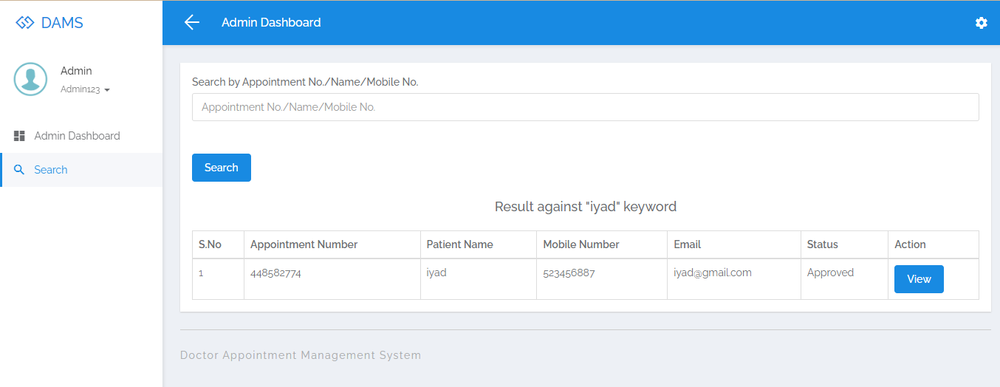 DAMS
Admin Dashboard
Admin
Admin123
Admin Dashboard
Search
Search by Appointment No./Name/Mobile No.
Appointment No./Name/Mobile No.
Search
Result against "iyad" keyword
S.No Appointment Number Patient Name Mobile Number Email Status Action
1 448582774 iyad 523456887 iyad@gmail.com Approved View
Doctor Appointment Management System